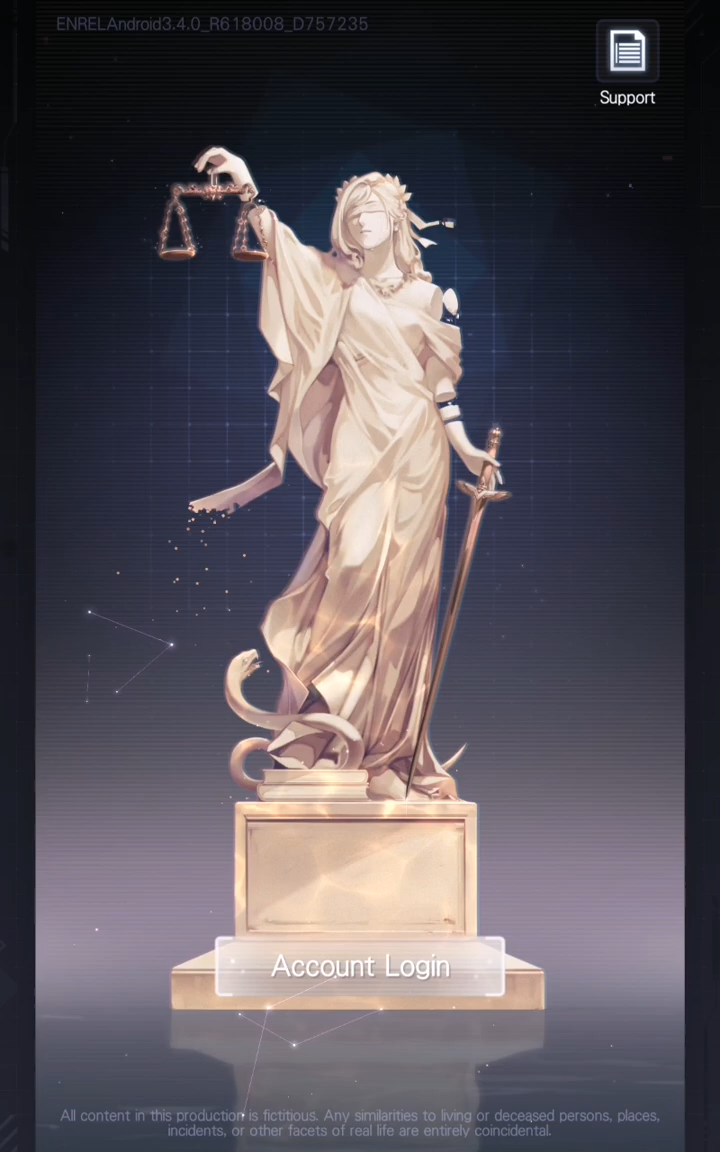 ENRELAndroid3.4.0_R618008_D757235
Support
Account Login
All content in this production is fictitious. Any similarities to living or deceased persons, places,
incidents, or other facets of real life are entirely coincidental.